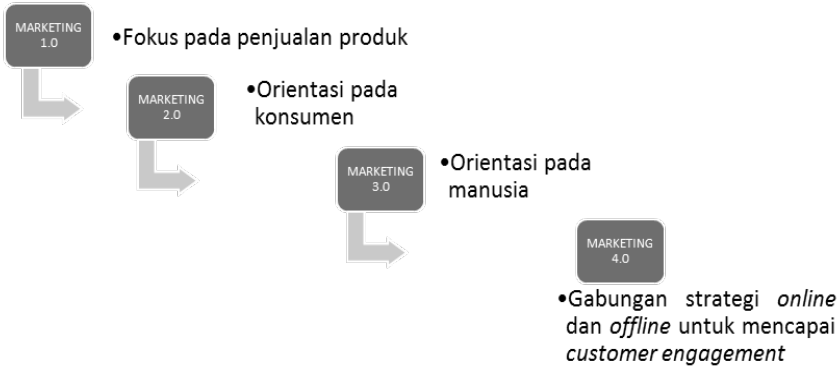 MARKETING
1.0
•Fokus pada penjualan produk
MARKETING
2.0
•Orientasi pada
konsumen
MARKETING
3.0
•Orientasi pada
manusia
MARKETING
4.0
•Gabungan strategi online
dan offline untuk mencapai
customer engagement